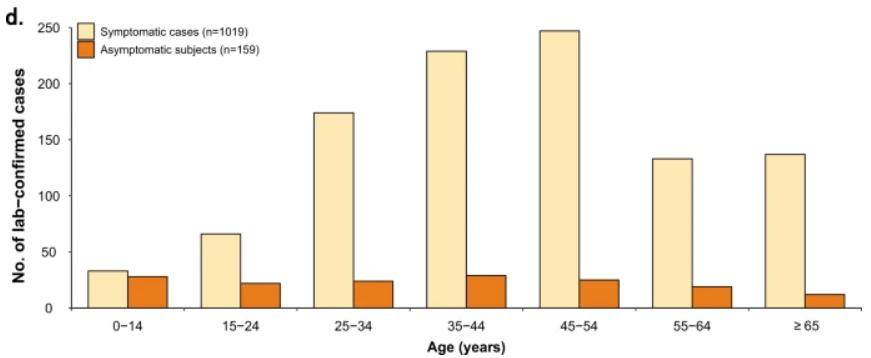 d.
Symptomatic cases (n=1019)
Asymptomatic subjects (n=159)
No. of lab−confirmed cases
250
200
150
100
50
0
0−14
15−24
25−34
35−44
45−54
55−64
≥ 65
Age (years)